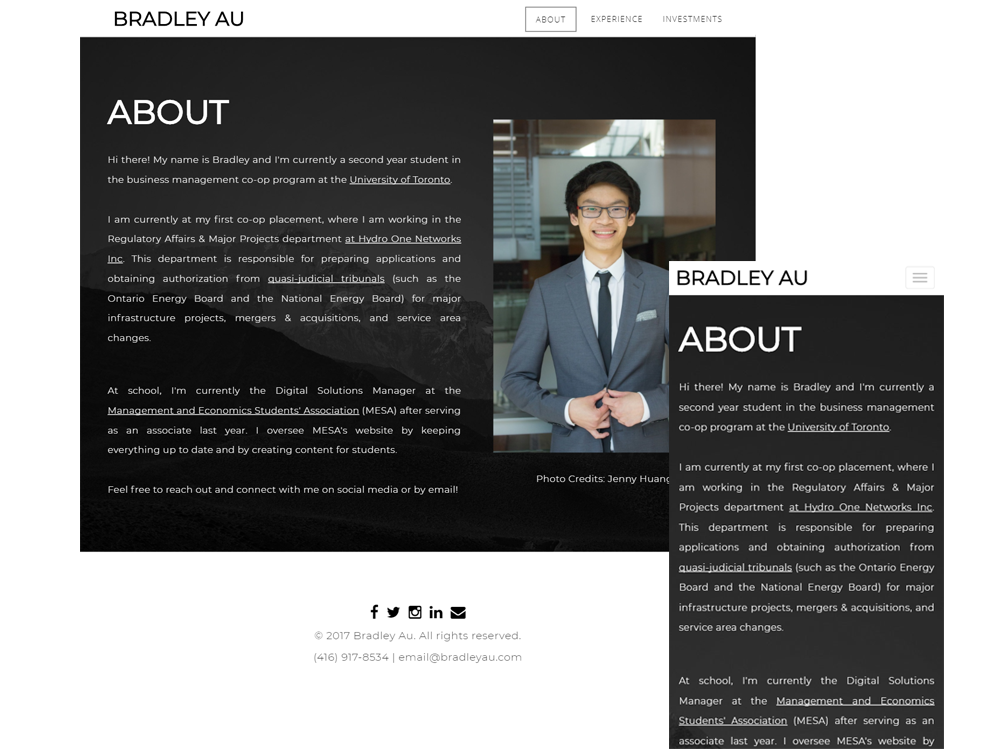 BRADLEY AU
ABOUT
EXPERIENCE
INVESTMENTS
ABOUT
Hi there! My name is Bradley and I'm currently a second year student in
the business management co-op program at the University of Toronto.
I am currently at my first co-op placement, where I am working in the
Regulatory Affairs & Major Projects department at Hydro One Networks
Inc. This department is responsible for preparing applications and
obtaining authorization from quasi-judicial tribunals (such as the
Ontario Energy Board and the National Energy Board) for major
infrastructure projects, mergers & acquisitions, and service area
changes.
At school, I'm currently the Digital Solutions Manager at the
Management and Economics Students' Association (MESA) after serving
as an associate last year. I oversee MESA's website by keeping
everything up to date and by creating content for students.
Feel free to reach out and connect with me on social media or by email!
Photo Credits: Jenny Huang
© 2017 Bradley Au. All rights reserved.
(416) 917-8534 | email@bradleyau.com
BRADLEY AU
ABOUT
Hi there! My name is Bradley and I'm currently a
second year student in the business management
co-op program at the University of Toronto.
I am currently at my first co-op placement, where I
am working in the Regulatory Affairs & Major
Projects department at Hydro One Networks Inc.
This department is responsible for preparing
applications and obtaining authorization from
quasi-judicial tribunals (such as the Ontario Energy
Board and the National Energy Board) for major
infrastructure projects, mergers & acquisitions, and
service area changes.
At school, I'm currently the Digital Solutions
Manager at the Management and Economics
Students' Association (MESA) after serving as an
associate last year. I oversee MESA's website by